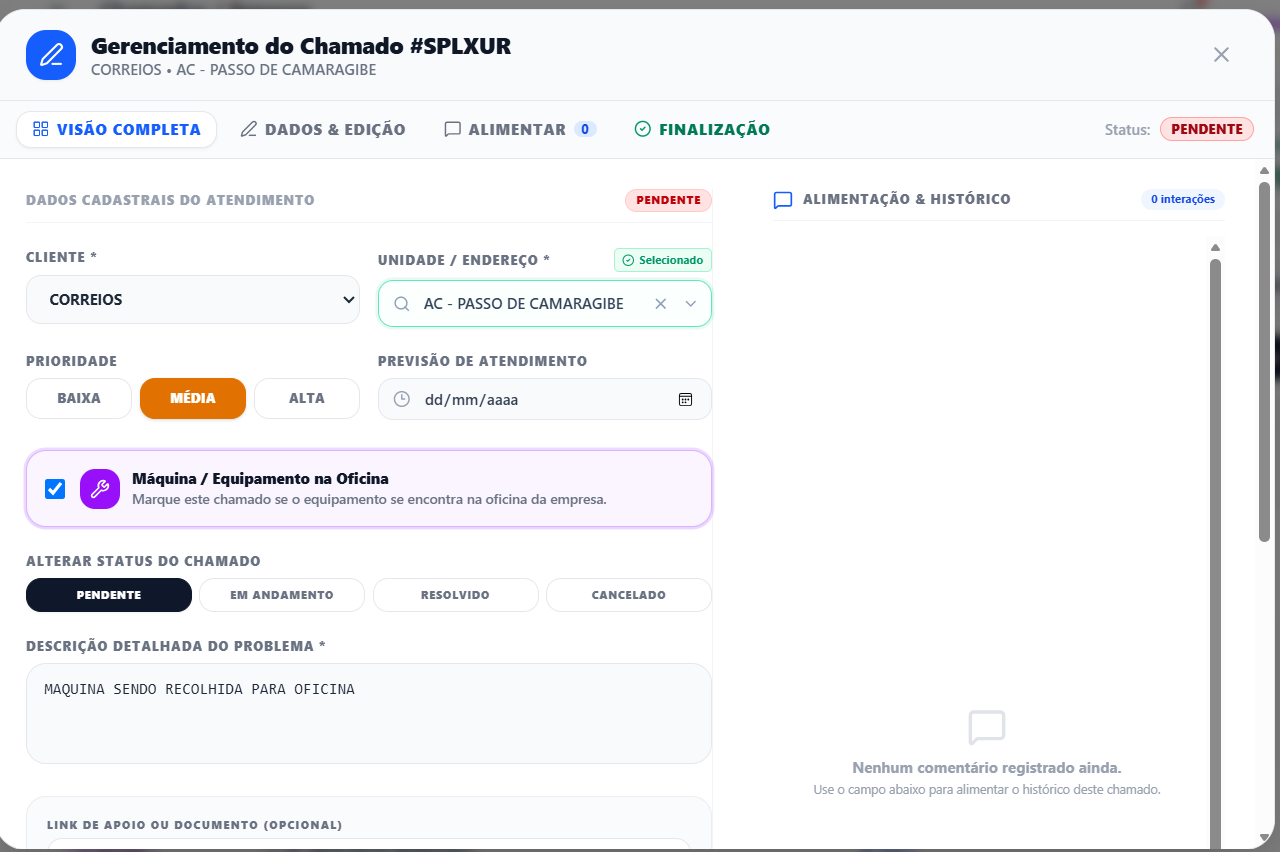 Gerenciamento do Chamado #SPLXUR
CORREIOS • AC - PASSO DE CAMARAGIBE
VISÃO COMPLETA
DADOS & EDIÇÃO
ALIMENTAR 0
FINALIZAÇÃO
Status: PENDENTE
DADOS CADASTRAIS DO ATENDIMENTO
PENDENTE
CLIENTE *
CORREIOS
UNIDADE / ENDEREÇO *
Selecionado
AC - PASSO DE CAMARAGIBE
PRIORIDADE
BAIXA
MÉDIA
ALTA
PREVISÃO DE ATENDIMENTO
dd/mm/aaaa
Máquina / Equipamento na Oficina
Marque este chamado se o equipamento se encontra na oficina da empresa.
ALTERAR STATUS DO CHAMADO
PENDENTE
EM ANDAMENTO
RESOLVIDO
CANCELADO
DESCRIÇÃO DETALHADA DO PROBLEMA *
MAQUINA SENDO RECOLHIDA PARA OFICINA
LINK DE APOIO OU DOCUMENTO (OPCIONAL)
ALIMENTAÇÃO & HISTÓRICO
0 interações
Nenhum comentário registrado ainda.
Use o campo abaixo para alimentar o histórico deste chamado.